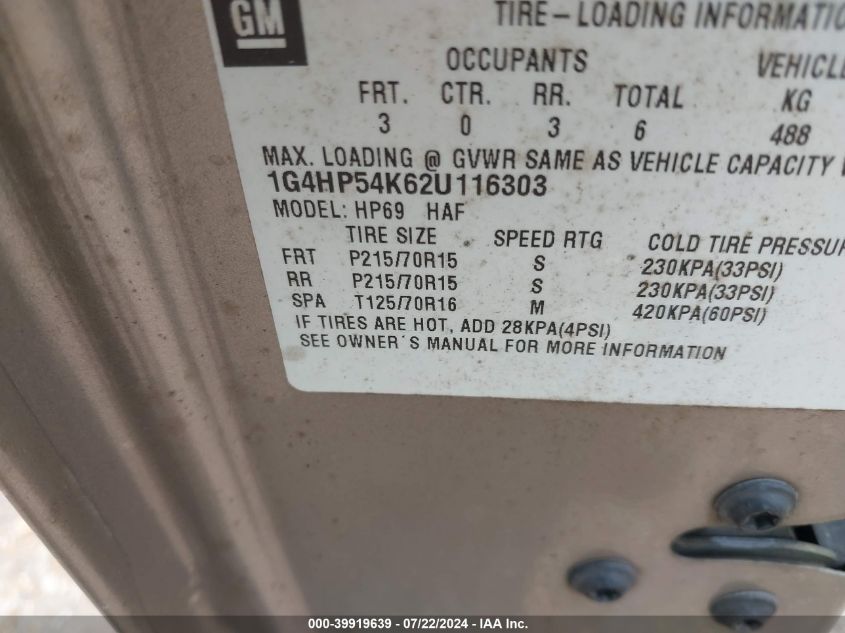 GM
TIRE-LOADING INFORMATIO
OCCUPANTS VEHICLE
FRT. CTR. RR. TOTAL KG
3 0 3 6 488
MAX. LOADING @ GVWR SAME AS VEHICLE CAPACITY
1G4HP54K62U116303
MODEL: HP69 HAF
TIRE SIZE SPEED RTG COLD TIRE PRESSUR
FRT P215/70R15 S 230KPA(33PSI)
RR P215/70R15 S 230KPA(33PSI)
SPA T125/70R16 M 420KPA(60PSI)
IF TIRES ARE HOT, ADD 28KPA(4PSI)
SEE OWNER'S MANUAL FOR MORE INFORMATION
000-39919639 / 07/22/2024 - IAA Inc.